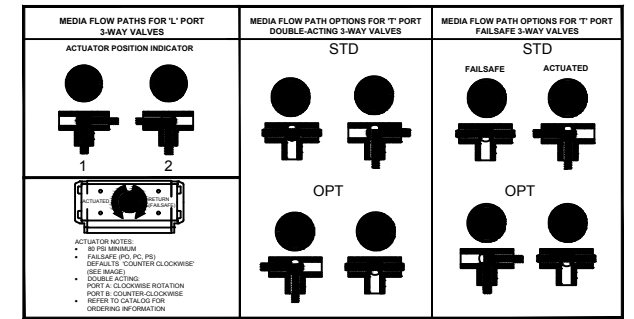 MEDIA FLOW PATHS FOR 'L' PORT
3-WAY VALVES
ACTUATOR POSITION INDICATOR
1 2
ACTUATED
RETURN
(FAILSAFE)
ACTUATOR NOTES:
• 80 PSI MINIMUM
• FAILSAFE (PO, PC, PS)
DEFAULTS 'COUNTER CLOCKWISE'
(SEE IMAGE)
• DOUBLE ACTING:
PORT A: CLOCKWISE ROTATION
PORT B: COUNTER-CLOCKWISE
• REFER TO CATALOG FOR
ORDERING INFORMATION
MEDIA FLOW PATH OPTIONS FOR 'T' PORT
DOUBLE-ACTING 3-WAY VALVES
STD
OPT
MEDIA FLOW PATH OPTIONS FOR 'T' PORT
FAILSAFE 3-WAY VALVES
STD
FAILSAFE ACTUATED
OPT